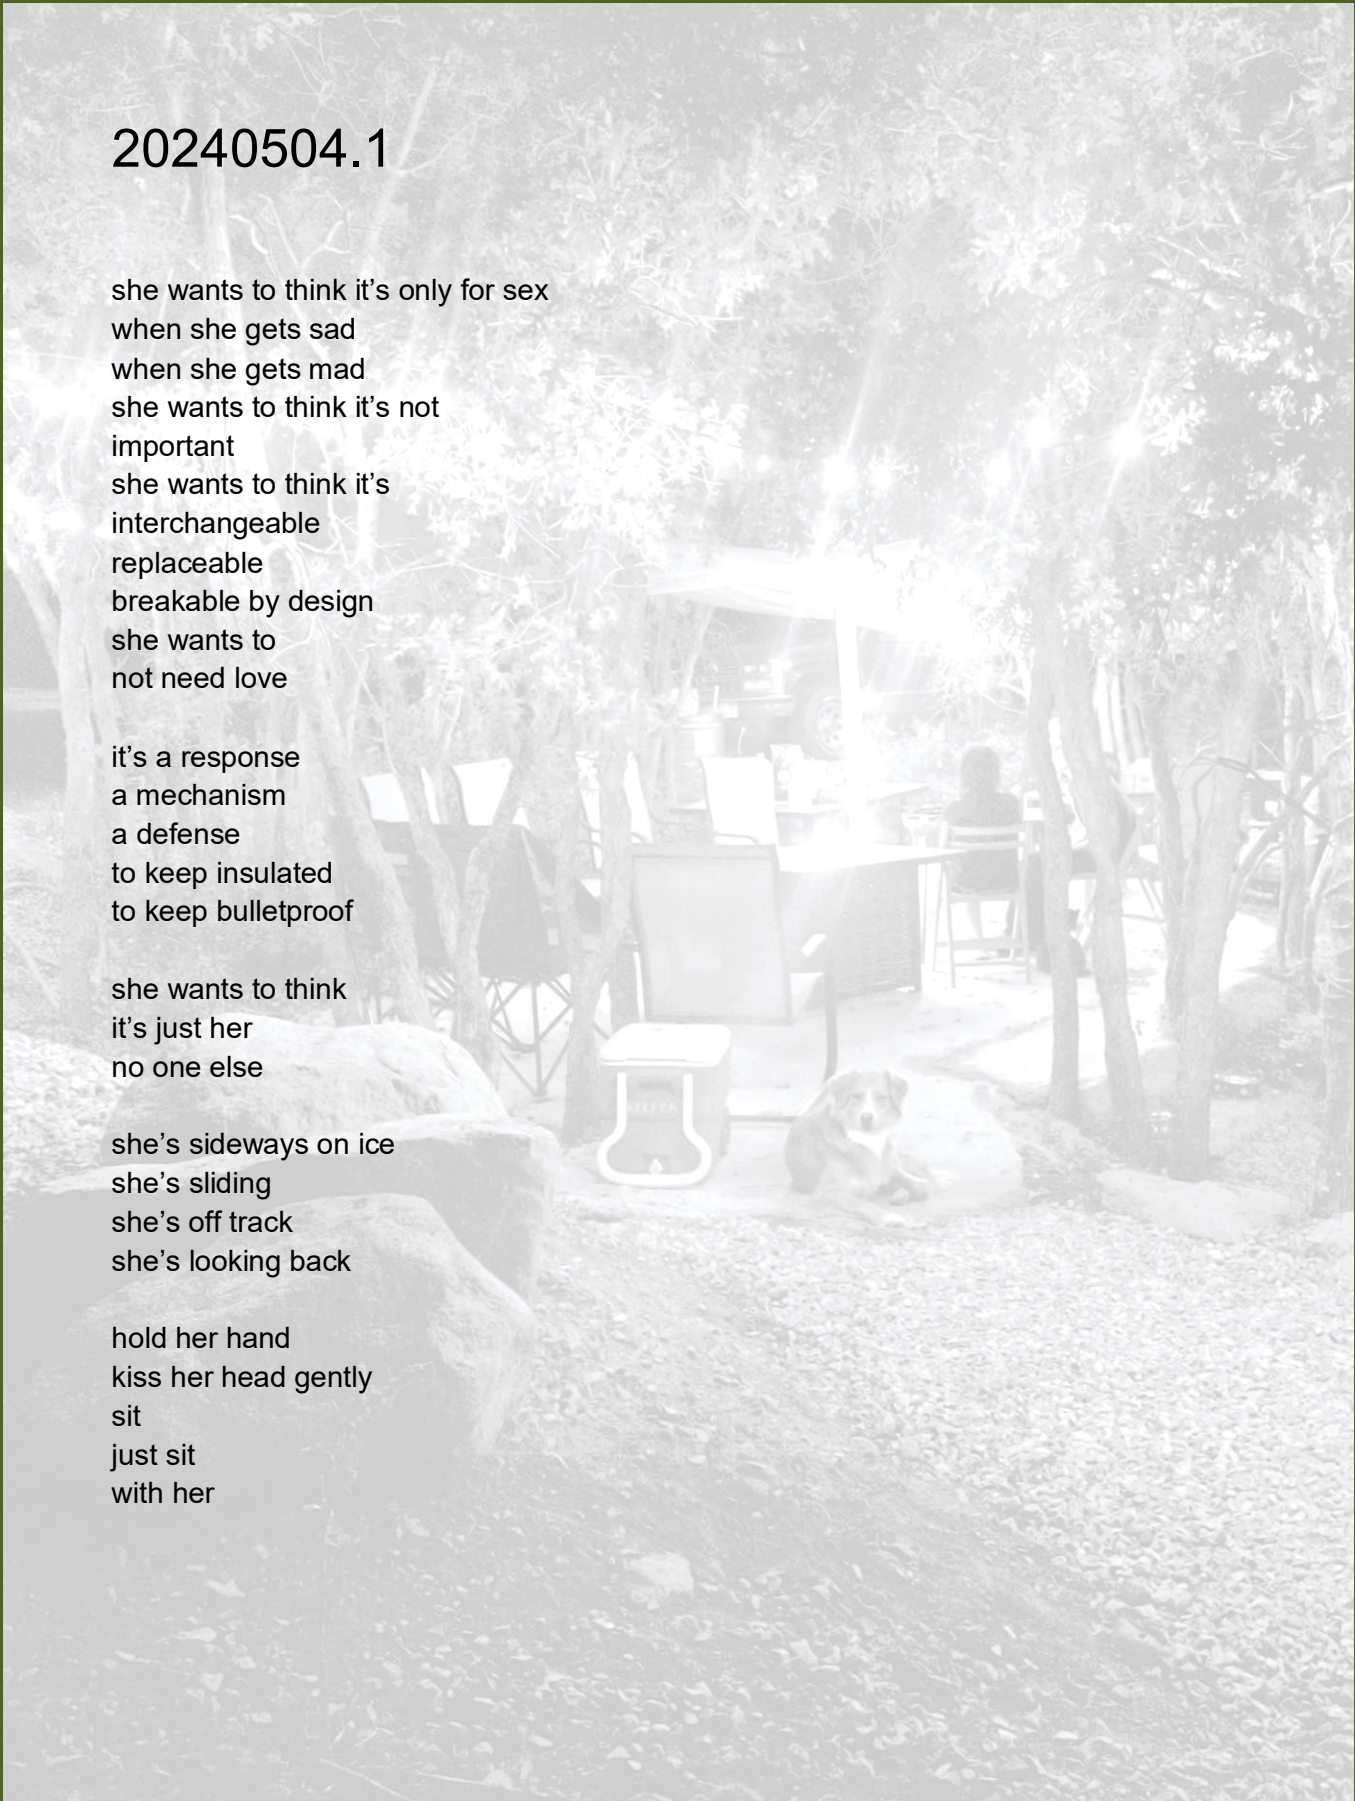 20240504.1
she wants to think it’s only for sex
when she gets sad
when she gets mad
she wants to think it’s not
important
she wants to think it’s
interchangeable
replaceable
breakable by design
she wants to
not need love
it’s a response
a mechanism
a defense
to keep insulated
to keep bulletproof
she wants to think
it’s just her
no one else
she’s sideways on ice
she’s sliding
she’s off track
she’s looking back
hold her hand
kiss her head gently
sit
just sit
with her